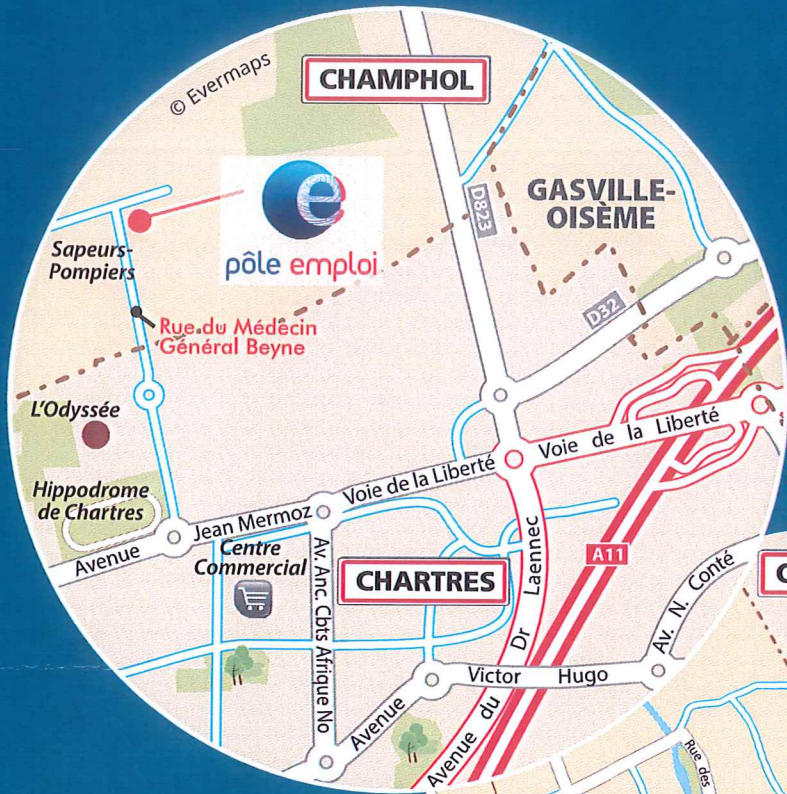 © Evermaps
CHAMPHOL
D823
GASVILLE-
OISÈME
pôle emploi
Sapeurs-
Pompiers
D32
Rue du Médecin
Général Beyne
L'Odyssée
Voie de la Liberté
Voie de la Liberté
Hippodrome
de Chartres
Avenue
Jean Mermoz
Centre
Commercial
Av. Anc. Cbts Afrique No
CHARTRES
Laennec
A11
Av. N. Conté
Avenue
Victor Hugo
Avenue du Dr
Rue des